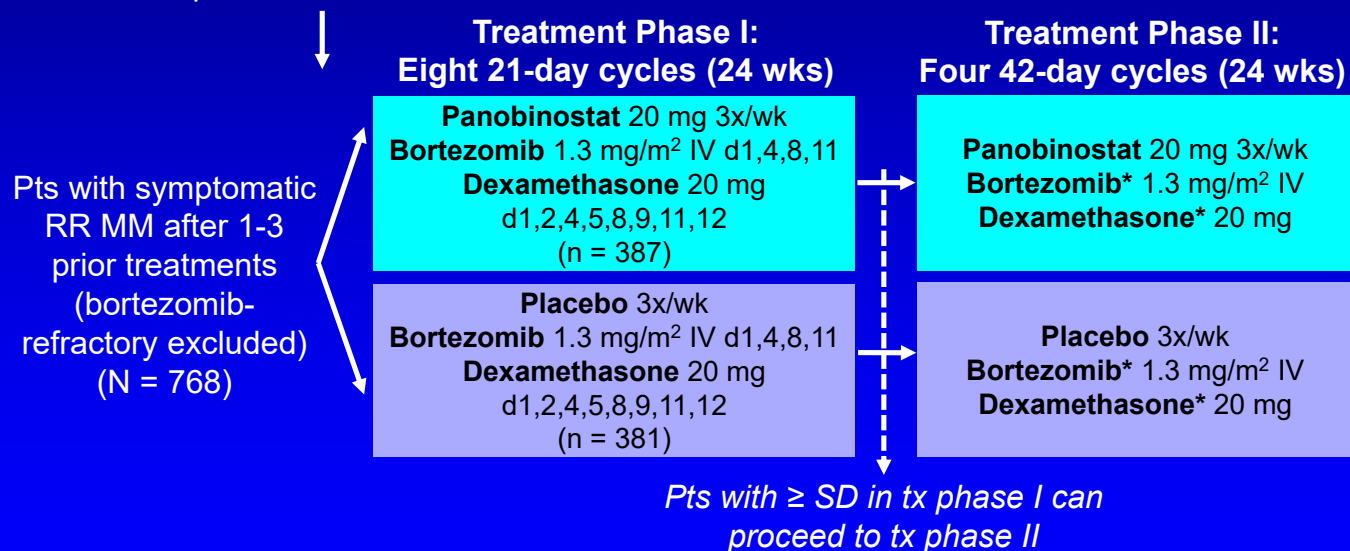 Treatment Phase I:
Eight 21-day cycles (24 wks)
Treatment Phase II:
Four 42-day cycles (24 wks)
Pts with symptomatic
RR MM after 1-3
prior treatments
(bortezomib-
refractory excluded)
(N = 768)
Panobinostat 20 mg 3x/wk
Bortezomib 1.3 mg/m² IV d1,4,8,11
Dexamethasone 20 mg
d1,2,4,5,8,9,11,12
(n = 387)
Panobinostat 20 mg 3x/wk
Bortezomib* 1.3 mg/m² IV
Dexamethasone* 20 mg
Placebo 3x/wk
Bortezomib 1.3 mg/m² IV d1,4,8,11
Dexamethasone 20 mg
d1,2,4,5,8,9,11,12
(n = 381)
Placebo 3x/wk
Bortezomib* 1.3 mg/m² IV
Dexamethasone* 20 mg
Pts with ≥ SD in tx phase I can
proceed to tx phase II